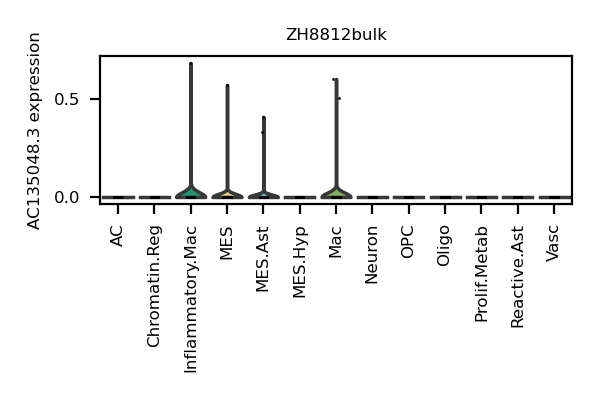 ZH8812bulk
AC135048.3 expression
0.5
0.0
AC
Chromatin.Reg
Inflammatory.Mac
MES
MES.Ast
MES.Hyp
Mac
Neuron
OPC
Oligo
Prolif.Metab
Reactive.Ast
Vasc